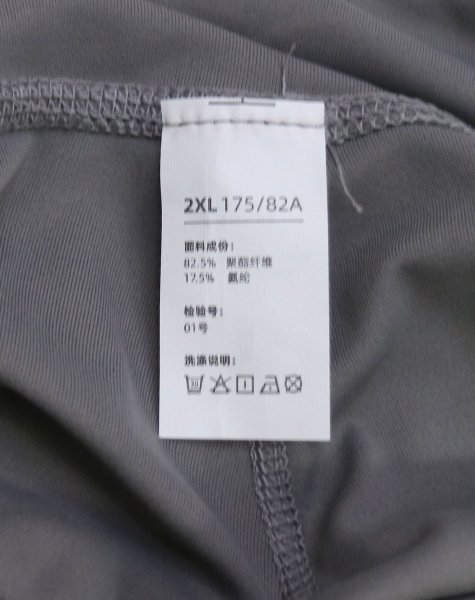 2XL 175/82A
面料成份：
82.5% 聚酯纤维
17.5% 氨纶
检验号：
01号
洗涤说明：